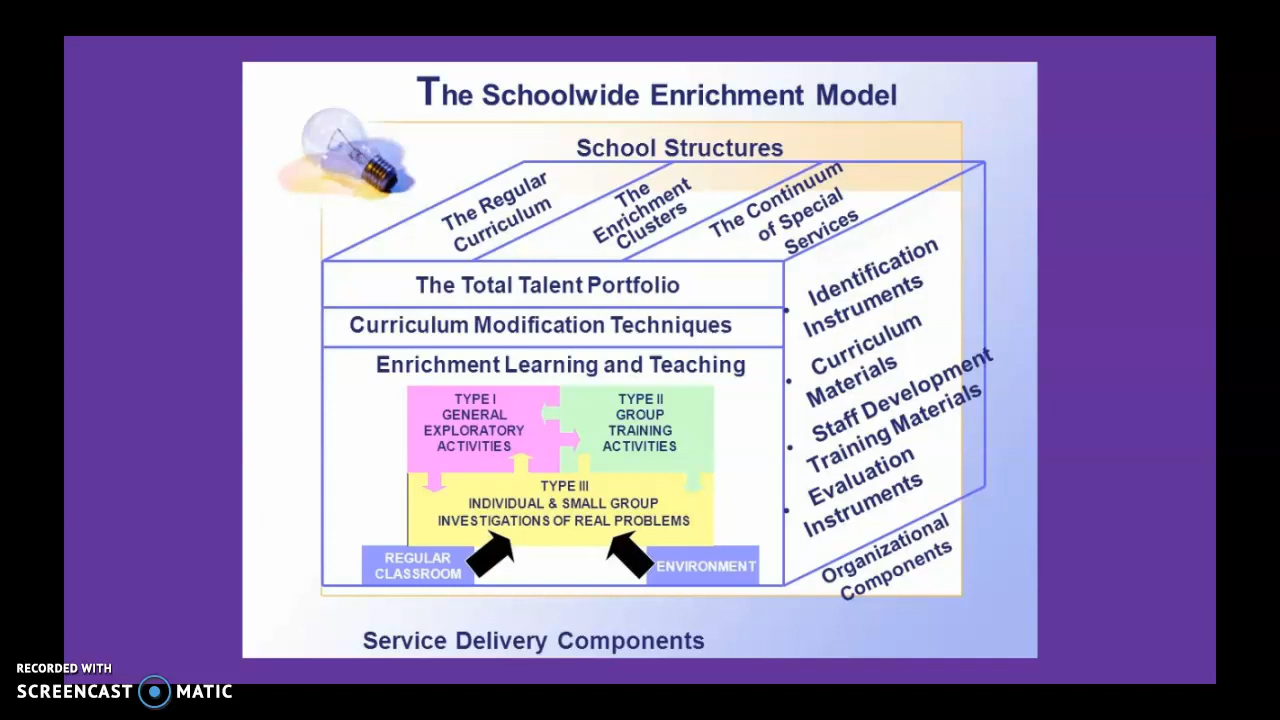 The Schoolwide Enrichment Model
School Structures
The Regular
Curriculum
The
Enrichment
Clusters
The Continuum
of Special
Services
The Total Talent Portfolio
Curriculum Modification Techniques
Enrichment Learning and Teaching
TYPE I
GENERAL
EXPLORATORY
ACTIVITIES
TYPE II
GROUP
TRAINING
ACTIVITIES
TYPE III
INDIVIDUAL & SMALL GROUP
INVESTIGATIONS OF REAL PROBLEMS
REGULAR
CLASSROOM
ENVIRONMENT
• Identification
Instruments
• Curriculum
Materials
• Staff Development
Training Materials
• Evaluation
Instruments
Organizational
Components
Service Delivery Components
RECORDED WITH
SCREENCAST MATIC